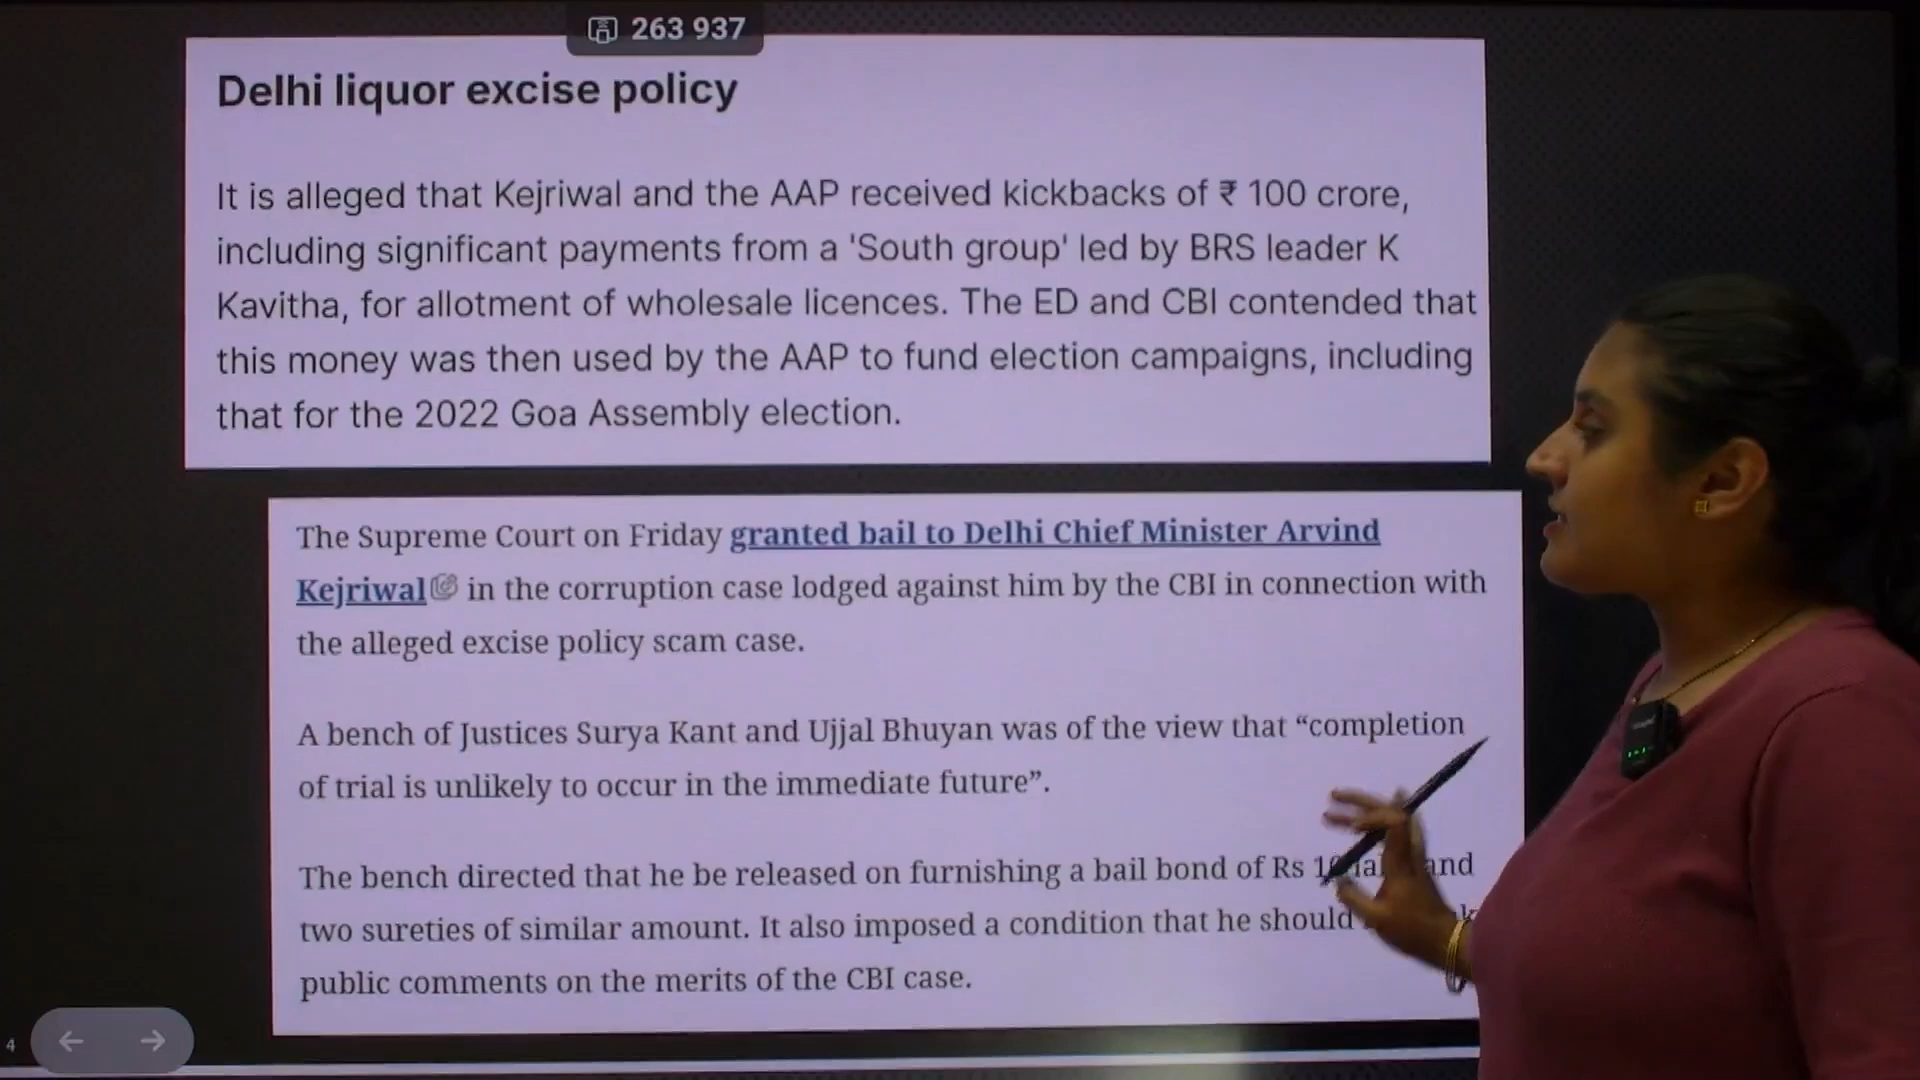 263 937
Delhi liquor excise policy
It is alleged that Kejriwal and the AAP received kickbacks of ₹ 100 crore,
including significant payments from a 'South group' led by BRS leader K
Kavitha, for allotment of wholesale licences. The ED and CBI contended that
this money was then used by the AAP to fund election campaigns, including
that for the 2022 Goa Assembly election.
The Supreme Court on Friday granted bail to Delhi Chief Minister Arvind
Kejriwal in the corruption case lodged against him by the CBI in connection with
the alleged excise policy scam case.
A bench of Justices Surya Kant and Ujjal Bhuyan was of the view that “completion
of trial is unlikely to occur in the immediate future”.
The bench directed that he be released on furnishing a bail bond of Rs and
two sureties of similar amount. It also imposed a condition that he should
public comments on the merits of the CBI case.
4